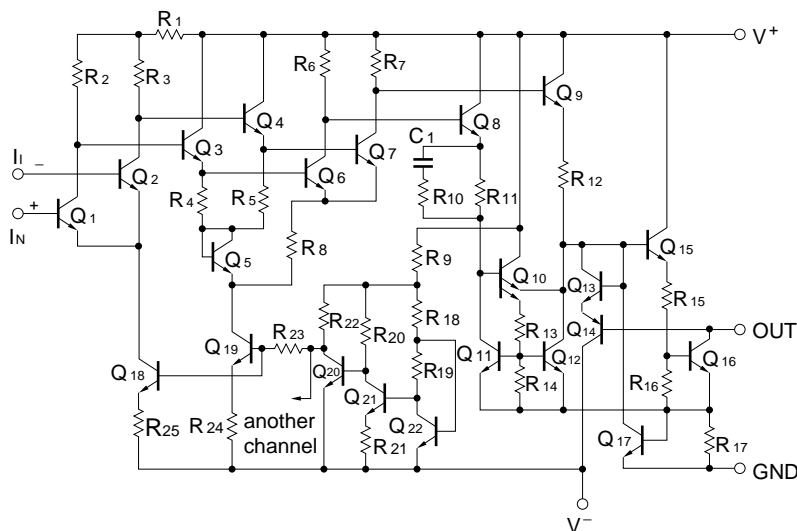 R1
V+
R2
R3
R6
R7
Q9
Q4
Q8
C1
Q3
II −
Q7
Q2
Q6
R12
R10
R11
R4
R5
Q1
+
IN
Q15
R8
Q5
R9
Q10
Q13
R15
R22
R18
R23
R20
R13
Q14
OUT
Q19
Q11
Q12
Q16
Q18
Q20
R19
R14
R16
Q21
another
channel
R25
R24
R21
Q22
Q17
R17
GND
V−